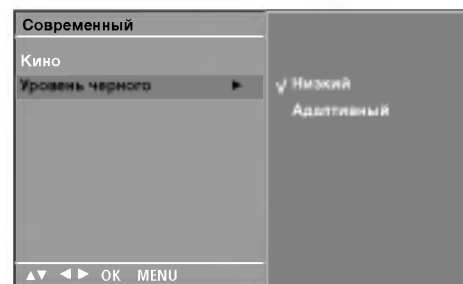 Современный
Кино
Уровень черного ►
√ Низкий
Адаптивный
▲▼ ◄► OK MENU